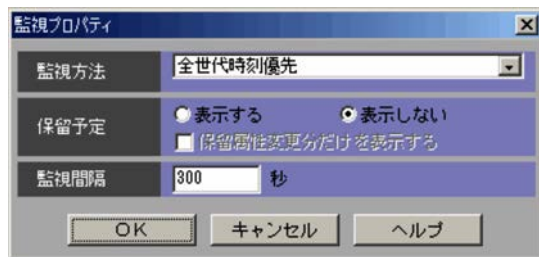 監視プロパティ
監視方法 全世代時刻優先
保留予定 表示する 表示しない
保留属性変更分だけを表示する
監視間隔 300 秒
OK キャンセル ヘルプ